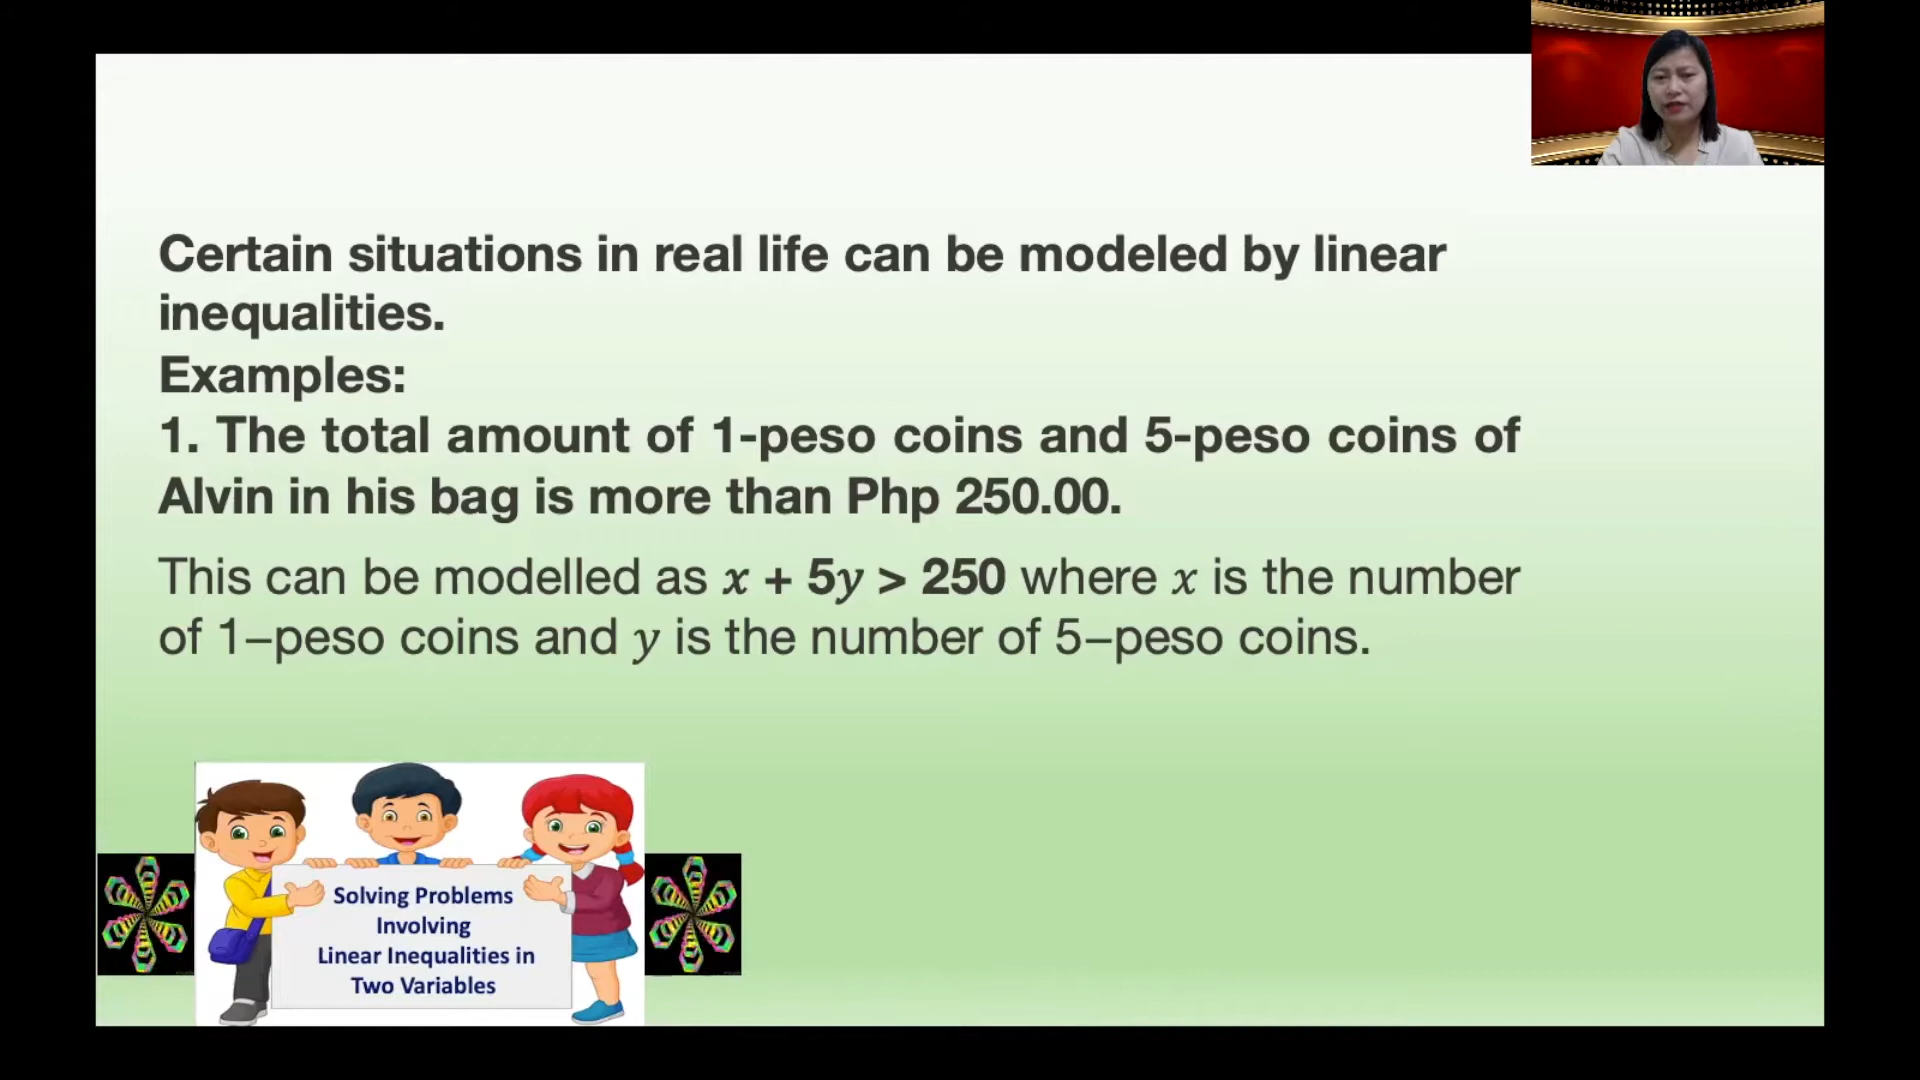 Certain situations in real life can be modeled by linear
inequalities.
Examples:
1. The total amount of 1-peso coins and 5-peso coins of
Alvin in his bag is more than Php 250.00.
This can be modelled as x + 5y > 250 where x is the number
of 1–peso coins and y is the number of 5–peso coins.
Solving Problems
Involving
Linear Inequalities in
Two Variables